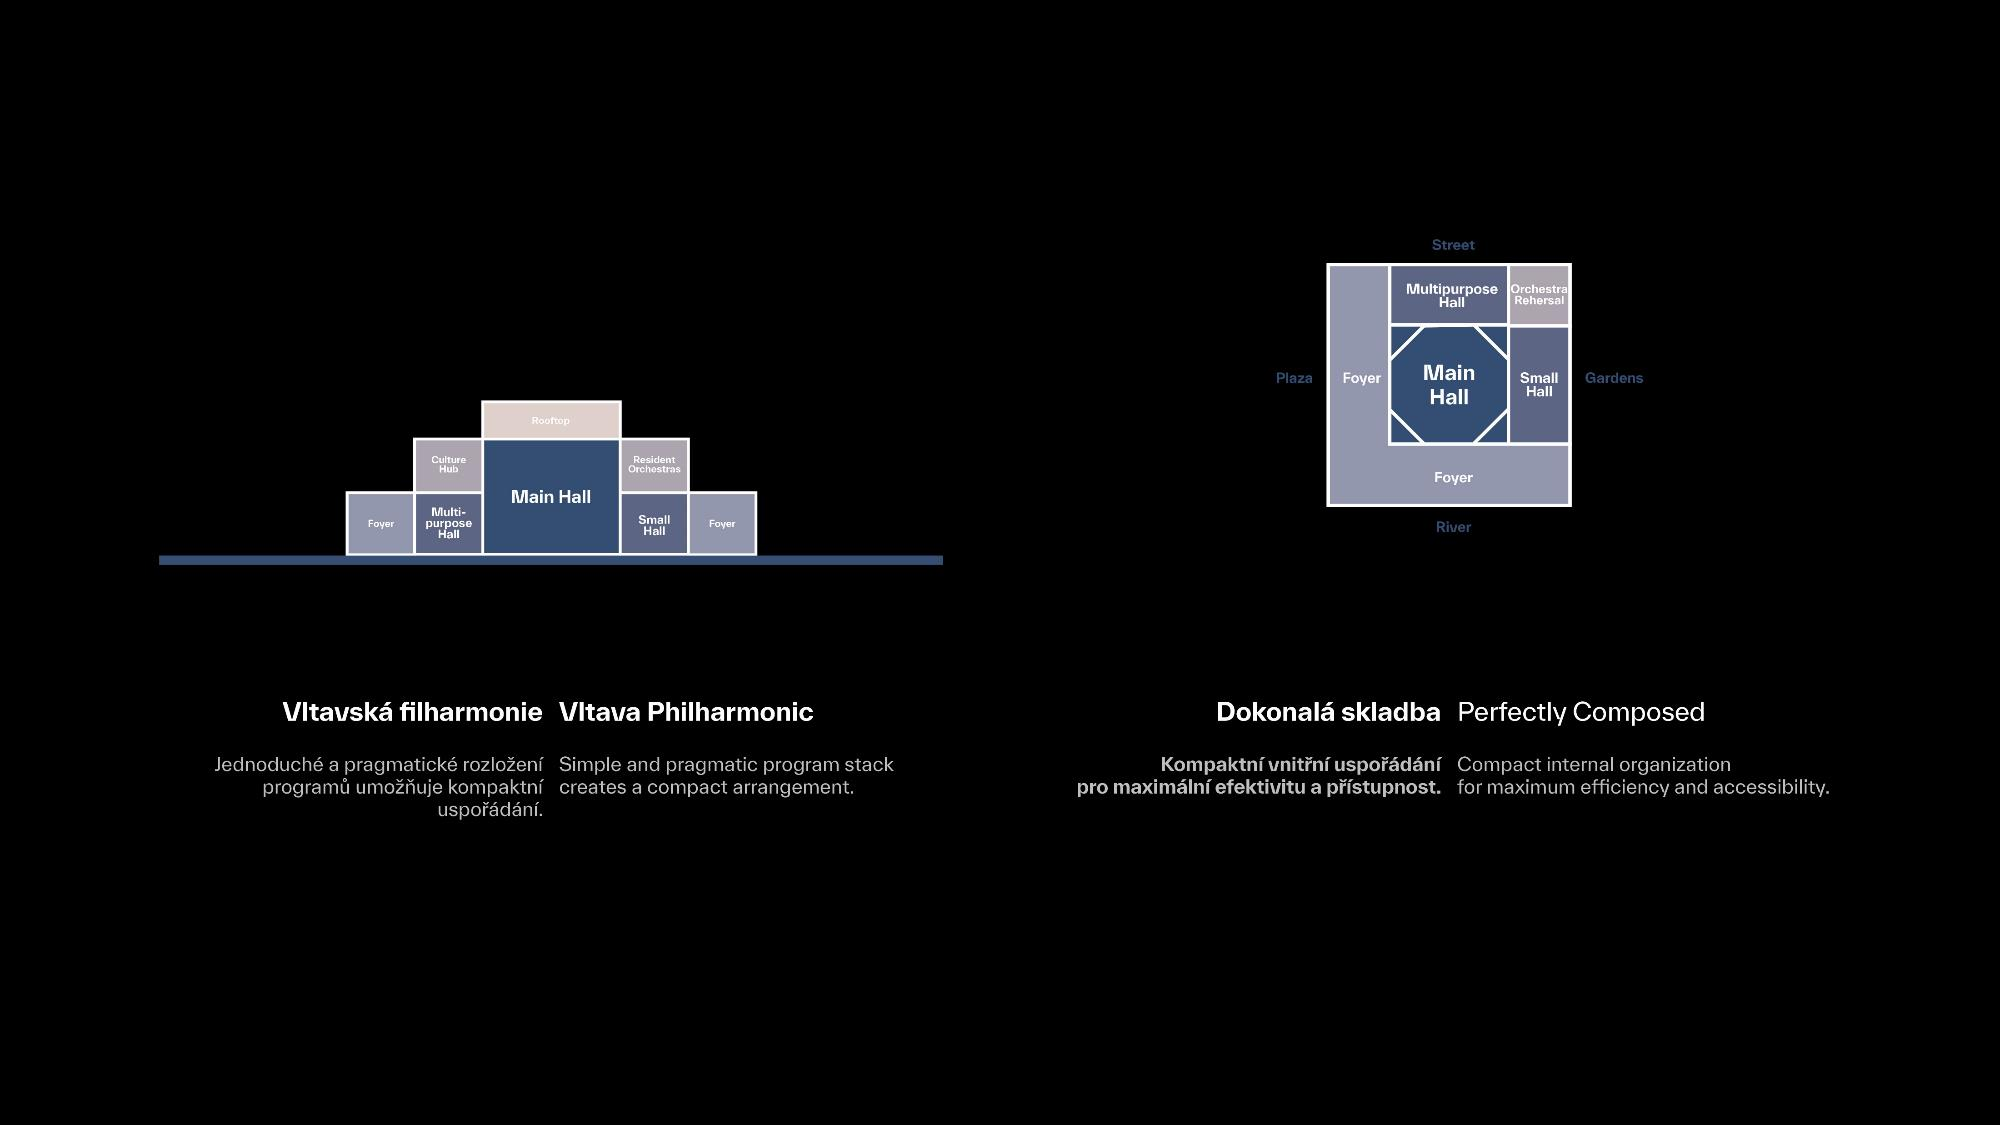 Rooftop
Culture
Hub
Resident
Orchestras
Main Hall
Foyer
Multi-
purpose
Hall
Small
Hall
Foyer
Vltavská filharmonie
Jednoduché a pragmatické rozložení
programů umožňuje kompaktní
uspořádání.
Vltava Philharmonic
Simple and pragmatic program stack
creates a compact arrangement.
Street
Multipurpose
Hall
Orchestra
Rehersal
Plaza
Foyer
Main
Hall
Small
Hall
Gardens
Foyer
River
Dokonalá skladba
Kompaktní vnitřní uspořádání
pro maximální efektivitu a přístupnost.
Perfectly Composed
Compact internal organization
for maximum efficiency and accessibility.